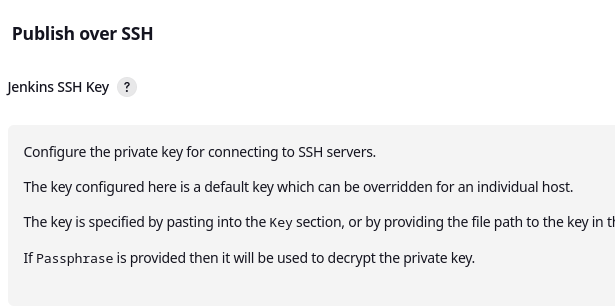 Publish over SSH
Jenkins SSH Key ?
Configure the private key for connecting to SSH servers.
The key configured here is a default key which can be overridden for an individual host.
The key is specified by pasting into the Key section, or by providing the file path to the key in
If Passphrase is provided then it will be used to decrypt the private key.